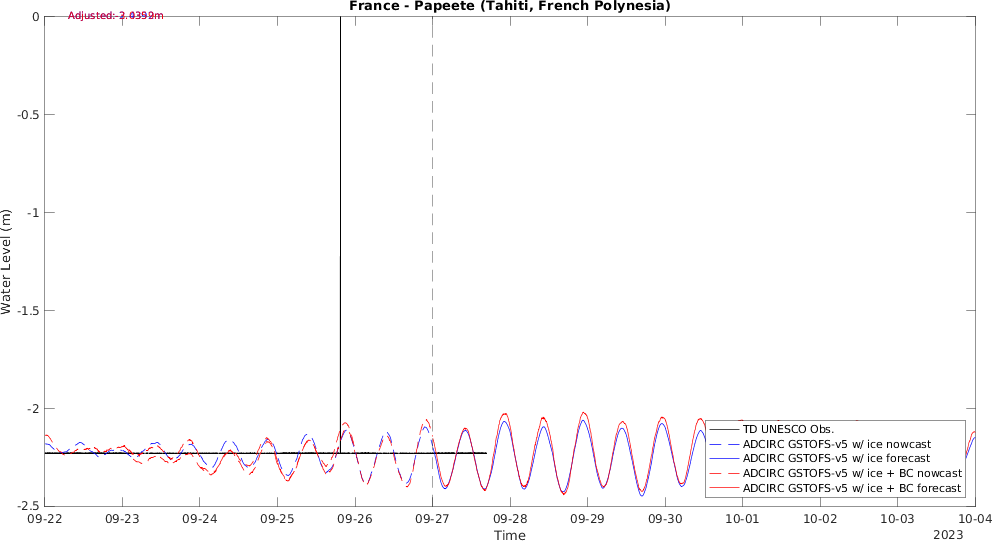 France - Papeete (Tahiti, French Polynesia)
Adjusted:
0
-0.5
-1
-1.5
-2
-2.5
Water Level (m)
TD UNESCO Obs.
ADCIRC GSTOFS-v5 w/ ice nowcast
ADCIRC GSTOFS-v5 w/ ice forecast
ADCIRC GSTOFS-v5 w/ ice + BC nowcast
ADCIRC GSTOFS-v5 w/ ice + BC forecast
09-22 09-23 09-24 09-25 09-26 09-27 09-28 09-29 09-30 10-01 10-02 10-03 10-04
Time
2023